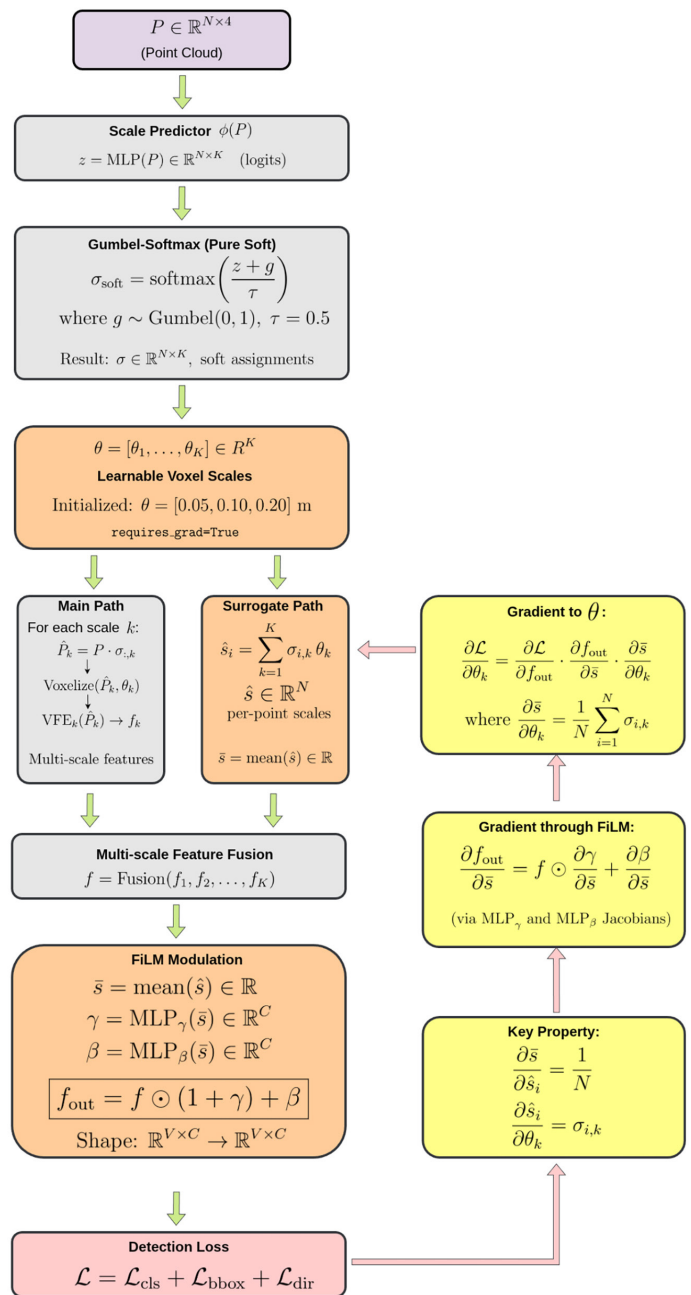 P ∈ ℝ^{N×4}
(Point Cloud)
Scale Predictor φ(P)
z = MLP(P) ∈ ℝ^{N×K} (logits)
Gumbel-Softmax (Pure Soft)
σ_soft = softmax((z + g)/τ)
where g ∼ Gumbel(0, 1), τ = 0.5
Result: σ ∈ ℝ^{N×K}, soft assignments
θ = [θ_1, . . . , θ_K] ∈ R^K
Learnable Voxel Scales
Initialized: θ = [0.05, 0.10, 0.20] m
requires_grad=True
Main Path
For each scale k:
P̂_k = P · σ_{:,k}
↓
Voxelize(P̂_k, θ_k)
↓
VFE_k(P̂_k) → f_k
Multi-scale features
Surrogate Path
ŝ_i = ∑_{k=1}^{K} σ_{i,k} θ_k
ŝ ∈ ℝ^N
per-point scales
s̄ = mean(ŝ) ∈ ℝ
Multi-scale Feature Fusion
f = Fusion(f_1, f_2, . . . , f_K)
FiLM Modulation
s̄ = mean(ŝ) ∈ ℝ
γ = MLP_γ(s̄) ∈ ℝ^C
β = MLP_β(s̄) ∈ ℝ^C
f_out = f ⊙ (1 + γ) + β
Shape: ℝ^{V×C} → ℝ^{V×C}
Detection Loss
ℒ = ℒ_cls + ℒ_bbox + ℒ_dir
Key Property:
∂s̄/∂ŝ_i = 1/N
∂ŝ_i/∂θ_k = σ_{i,k}
Gradient through FiLM:
∂f_out/∂s̄ = f ⊙ ∂γ/∂s̄ + ∂β/∂s̄
(via MLP_γ and MLP_β Jacobians)
Gradient to θ:
∂ℒ/∂θ_k = ∂ℒ/∂f_out · ∂f_out/∂s̄ · ∂s̄/∂θ_k
where ∂s̄/∂θ_k = 1/N ∑_{i=1}^{N} σ_{i,k}